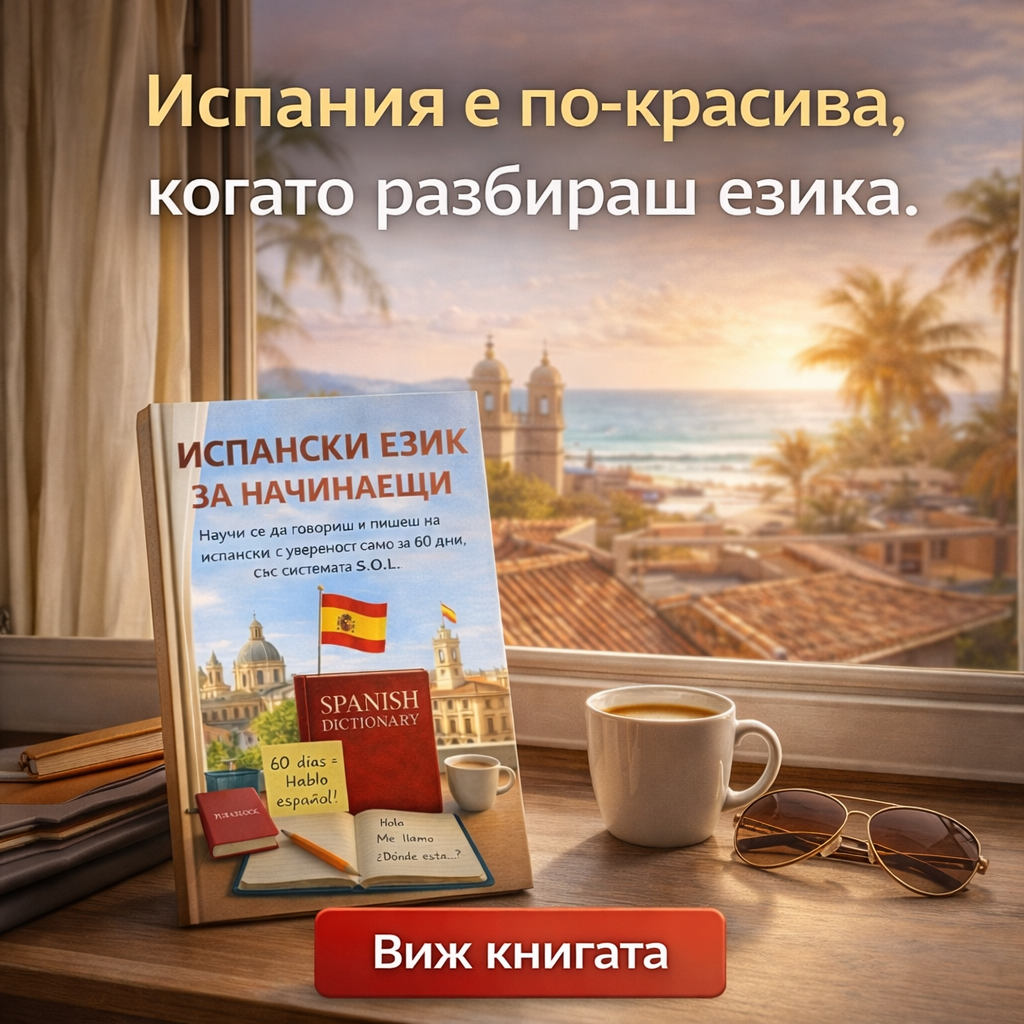 Испания е по-красива,
когато разбираш езика.
ИСПАНСКИ ЕЗИК
ЗА НАЧИНАЕЩИ
Научи се да говориш и пишеш на
испански с увереност само за 60 дни,
със системата S.O.L.
SPANISH
DICTIONARY
60 dias =
Hablo
español!
Hola
Me llamo
¿Dónde esta...?
Виж книгата